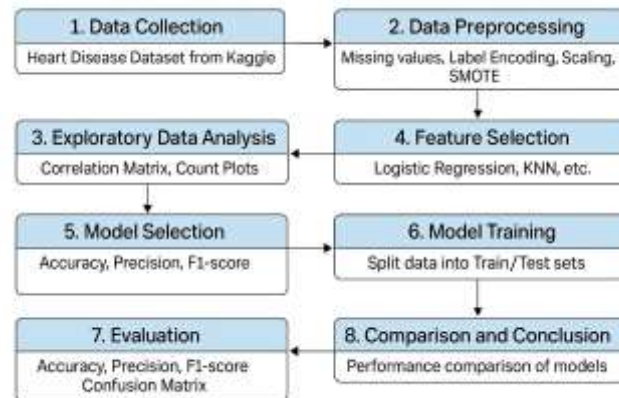 1. Data Collection
Heart Disease Dataset from Kaggle
2. Data Preprocessing
Missing values, Label Encoding, Scaling,
SMOTE
3. Exploratory Data Analysis
Correlation Matrix, Count Plots
4. Feature Selection
Logistic Regression, KNN, etc.
5. Model Selection
Accuracy, Precision, F1-score
6. Model Training
Split data into Train/Test sets
7. Evaluation
Accuracy, Precision, F1-score
Confusion Matrix
8. Comparison and Conclusion
Performance comparison of models